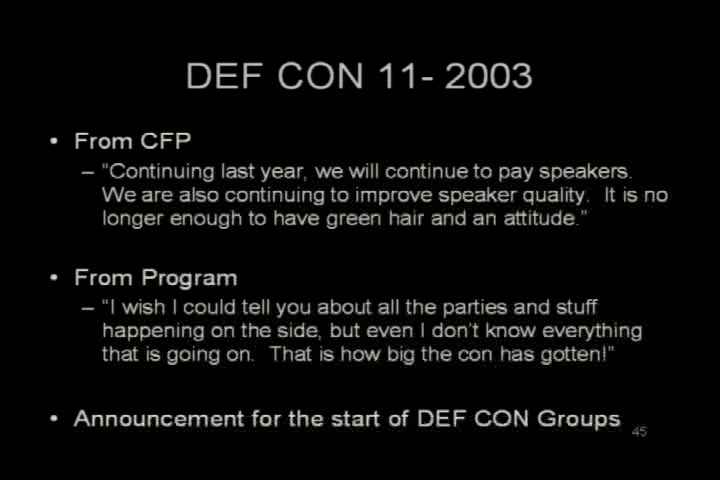 DEF CON 11- 2003
• From CFP
– "Continuing last year, we will continue to pay speakers.
We are also continuing to improve speaker quality. It is no
longer enough to have green hair and an attitude."
• From Program
– "I wish I could tell you about all the parties and stuff
happening on the side, but even I don't know everything
that is going on. That is how big the con has gotten!"
• Announcement for the start of DEF CON Groups
45